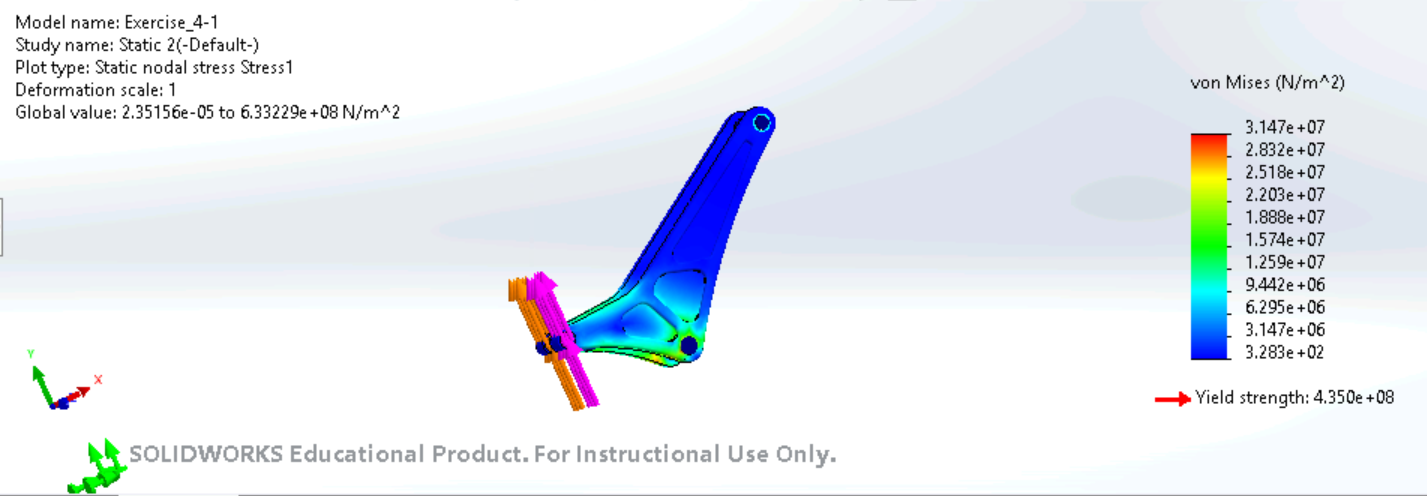 Model name: Exercise_4-1
Study name: Static 2(-Default-)
Plot type: Static nodal stress Stress1
Deformation scale: 1
Global value: 2.35156e-05 to 6.33229e+08 N/m^2
von Mises (N/m^2)
3.147e+07
2.832e+07
2.518e+07
2.203e+07
1.888e+07
1.574e+07
1.259e+07
9.442e+06
6.295e+06
3.147e+06
3.283e+02
Yield strength: 4.350e+08
Y
X
SOLIDWORKS Educational Product. For Instructional Use Only.